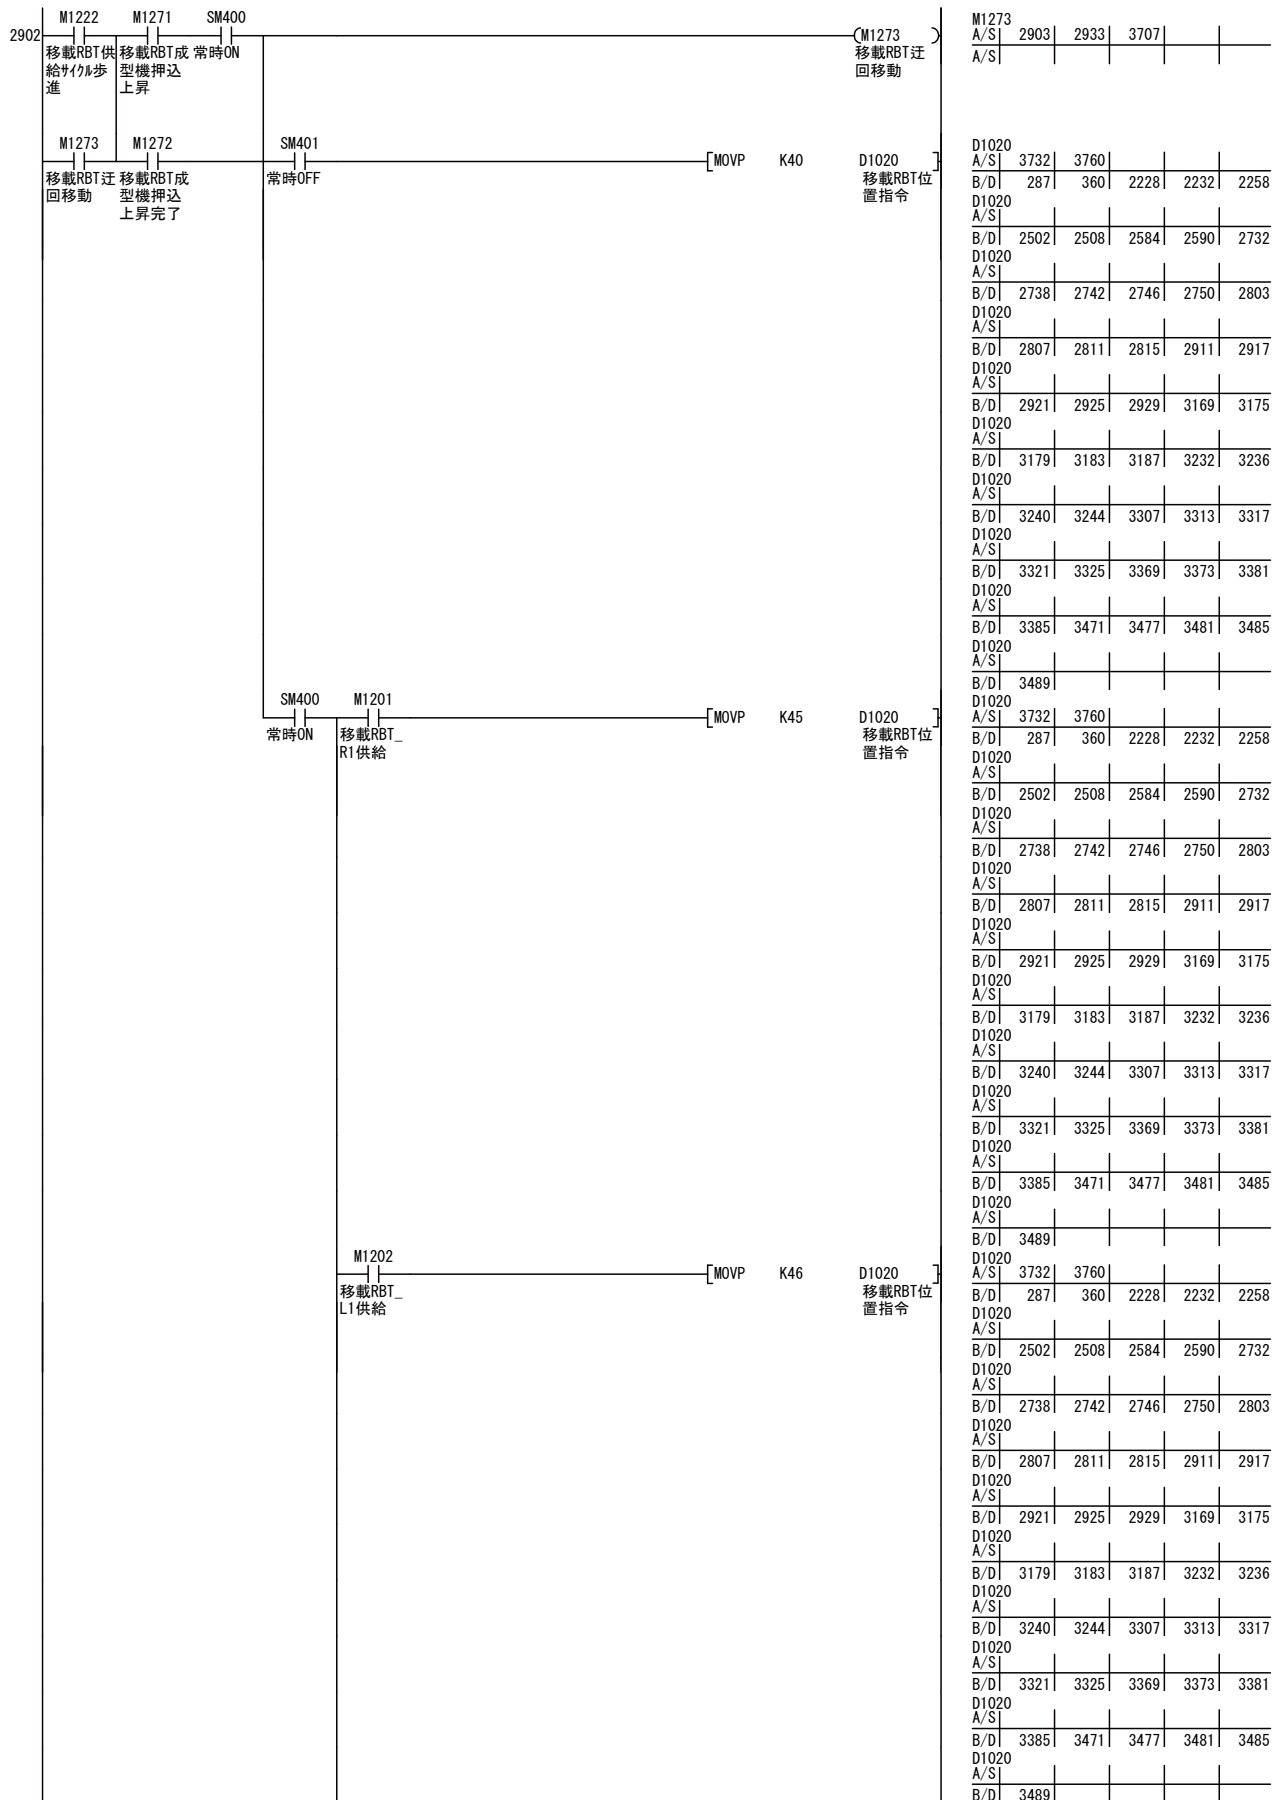 M1222 M1271 SM400
2902 (M1273 )
移載RBT供 移載RBT成 常時ON 移載RBT迂
給ｻｲｸﾙ歩 型機押込 回移動
進 上昇
M1273
A/S 2903 2933 3707
A/S
M1273 M1272 SM401
[MOVP K40 D1020 ]
移載RBT迂 移載RBT成 常時OFF 移載RBT位
回移動 型機押込 置指令
上昇完了
D1020
A/S 3732 3760
B/D 287 360 2228 2232 2258
D1020
A/S
B/D 2502 2508 2584 2590 2732
D1020
A/S
B/D 2738 2742 2746 2750 2803
D1020
A/S
B/D 2807 2811 2815 2911 2917
D1020
A/S
B/D 2921 2925 2929 3169 3175
D1020
A/S
B/D 3179 3183 3187 3232 3236
D1020
A/S
B/D 3240 3244 3307 3313 3317
D1020
A/S
B/D 3321 3325 3369 3373 3381
D1020
A/S
B/D 3385 3471 3477 3481 3485
D1020
A/S
B/D 3489
SM400 M1201
[MOVP K45 D1020 ]
常時ON 移載RBT_ 移載RBT位
R1供給 置指令
D1020
A/S 3732 3760
B/D 287 360 2228 2232 2258
D1020
A/S
B/D 2502 2508 2584 2590 2732
D1020
A/S
B/D 2738 2742 2746 2750 2803
D1020
A/S
B/D 2807 2811 2815 2911 2917
D1020
A/S
B/D 2921 2925 2929 3169 3175
D1020
A/S
B/D 3179 3183 3187 3232 3236
D1020
A/S
B/D 3240 3244 3307 3313 3317
D1020
A/S
B/D 3321 3325 3369 3373 3381
D1020
A/S
B/D 3385 3471 3477 3481 3485
D1020
A/S
B/D 3489
M1202
[MOVP K46 D1020 ]
移載RBT_ 移載RBT位
L1供給 置指令
D1020
A/S 3732 3760
B/D 287 360 2228 2232 2258
D1020
A/S
B/D 2502 2508 2584 2590 2732
D1020
A/S
B/D 2738 2742 2746 2750 2803
D1020
A/S
B/D 2807 2811 2815 2911 2917
D1020
A/S
B/D 2921 2925 2929 3169 3175
D1020
A/S
B/D 3179 3183 3187 3232 3236
D1020
A/S
B/D 3240 3244 3307 3313 3317
D1020
A/S
B/D 3321 3325 3369 3373 3381
D1020
A/S
B/D 3385 3471 3477 3481 3485
D1020
A/S
B/D 3489